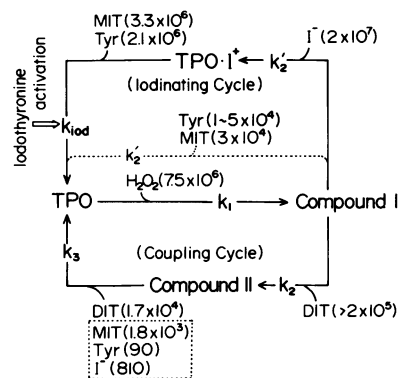 MIT(3.3×10⁶)
Tyr(2.1×10⁶)
I⁻(2×10⁷)
TPO·I⁺
k₂′
(Iodinating Cycle)
Iodothyronine
activation
kiod
Tyr(1~5×10⁴)
MIT(3×10⁴)
k₂′
H₂O₂(7.5×10⁶)
TPO
k₁
Compound I
k₃
(Coupling Cycle)
Compound II
k₂
DIT(1.7×10⁴)
DIT(>2×10⁵)
MIT(1.8×10³)
Tyr(90)
I⁻(810)